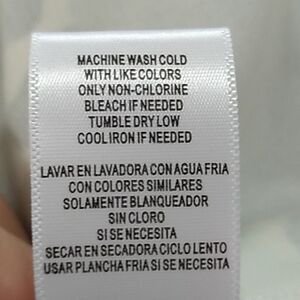 MACHINE WASH COLD
WITH LIKE COLORS
ONLY NON-CHLORINE
BLEACH IF NEEDED
TUMBLE DRY LOW
COOL IRON IF NEEDED
LAVAR EN LAVADORA CON AGUA FRIA
CON COLORES SIMILARES
SOLAMENTE BLANQUEADOR
SIN CLORO
SI SE NECESITA
SECAR EN SECADORA CICLO LENTO
USAR PLANCHA FRIA SI SE NECESITA